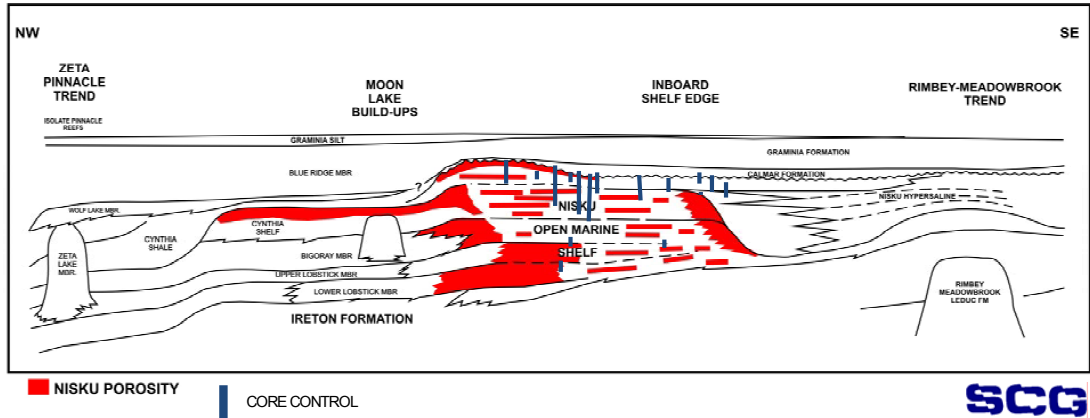 NW
SE
ZETA
PINNACLE
TREND
ISOLATE PINNACLE
REEFS
MOON
LAKE
BUILD-UPS
INBOARD
SHELF EDGE
RIMBEY-MEADOWBROOK
TREND
GRAMINIA SILT
GRAMINIA FORMATION
BLUE RIDGE MBR
?
CALMAR FORMATION
NISKU HYPERSALINE
WOLF LAKE MBR.
NISKU
OPEN MARINE
SHELF
CYNTHIA
SHELF
CYNTHIA
SHALE
ZETA
LAKE
MBR.
BIGORAY MBR
UPPER LOBSTICK MBR
LOWER LOBSTICK MBR
IRETON FORMATION
RIMBEY
MEADOWBROOK
LEDUC FM
NISKU POROSITY
CORE CONTROL
SCG